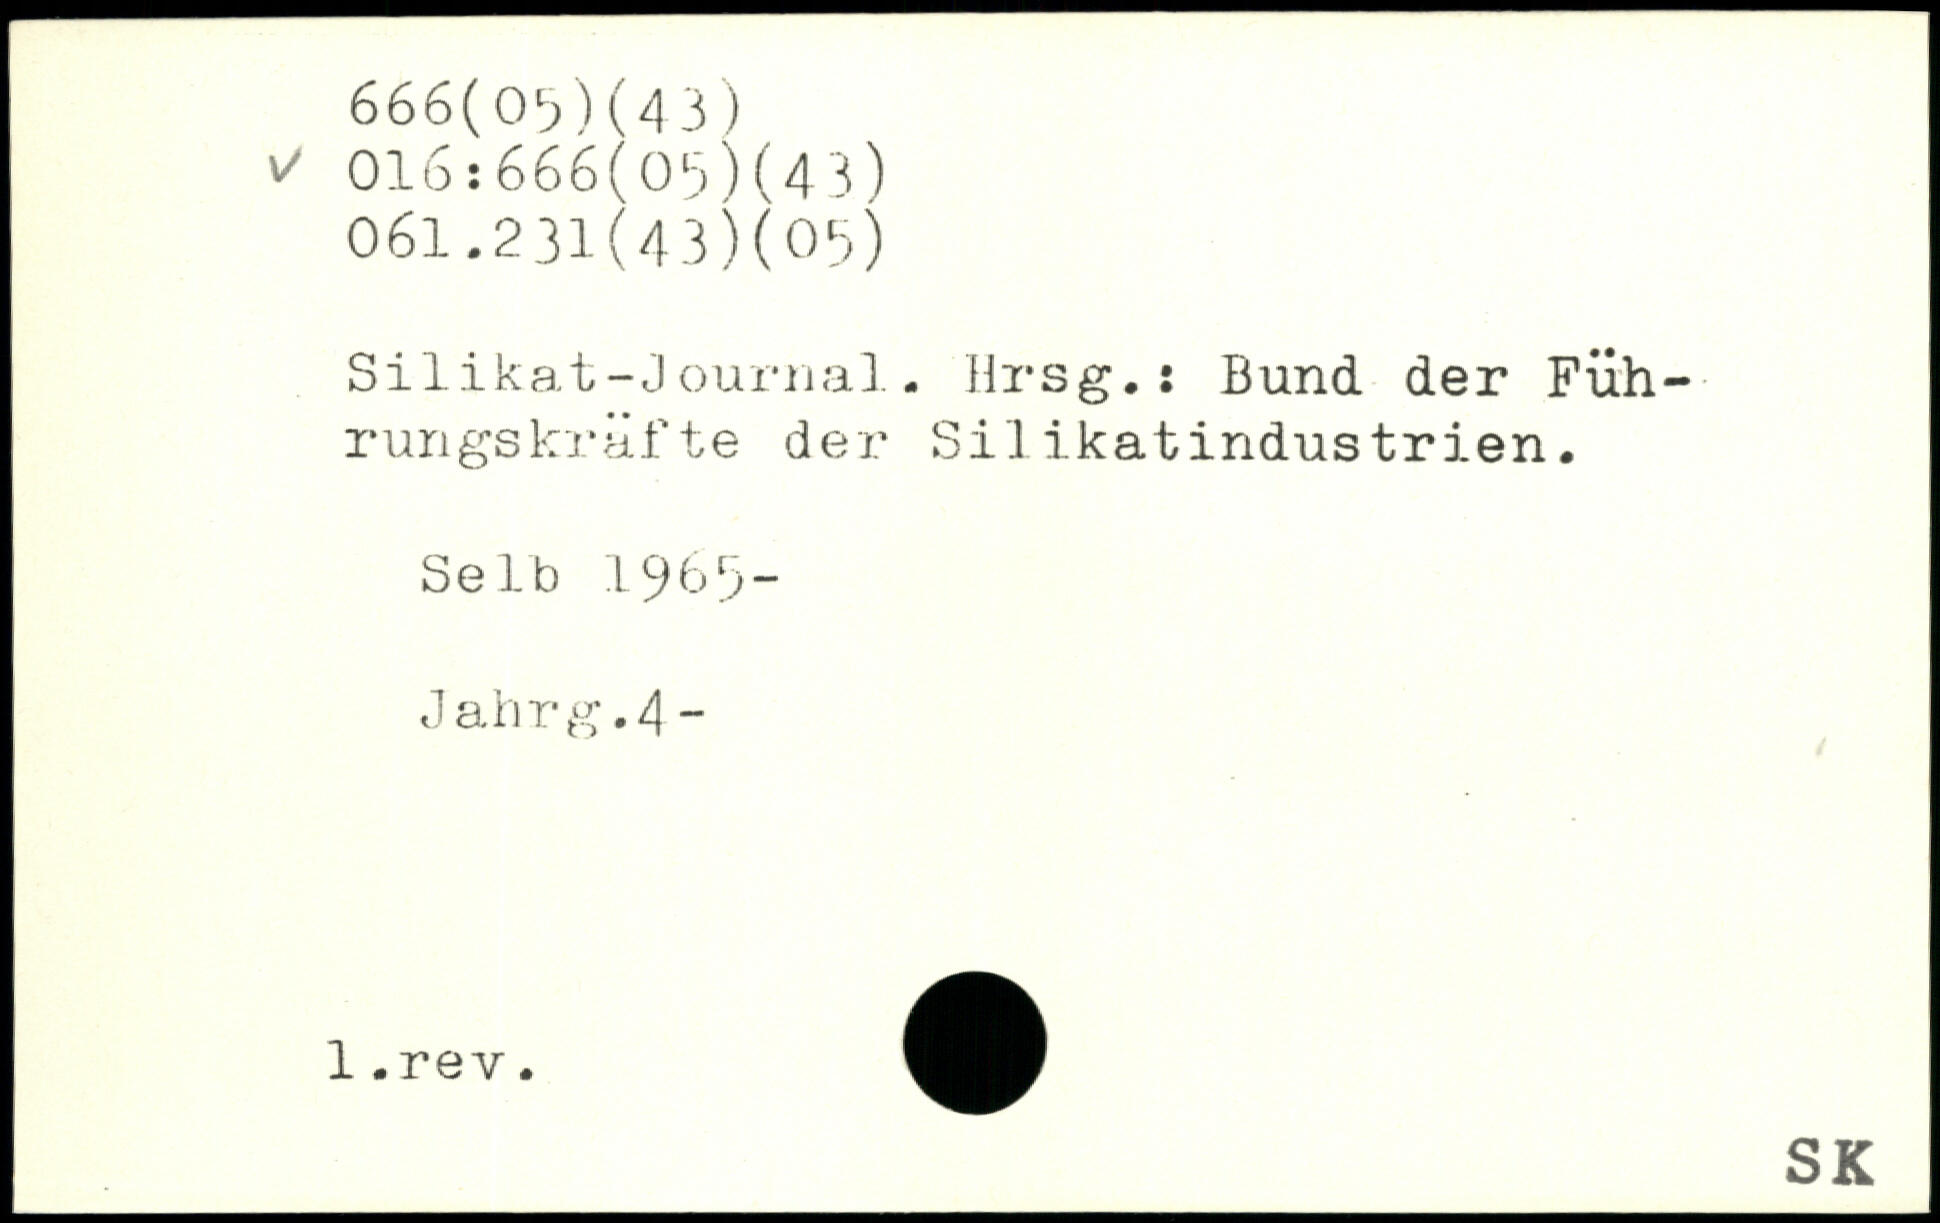 666(05)(43)
✓ 016:666(05)(43)
061.231(43)(05)
Silikat-Journal. Hrsg.: Bund der Füh-
rungskräfte der Silikatindustrien.
Selb 1965-
Jahrg.4-
1.rev.
SK